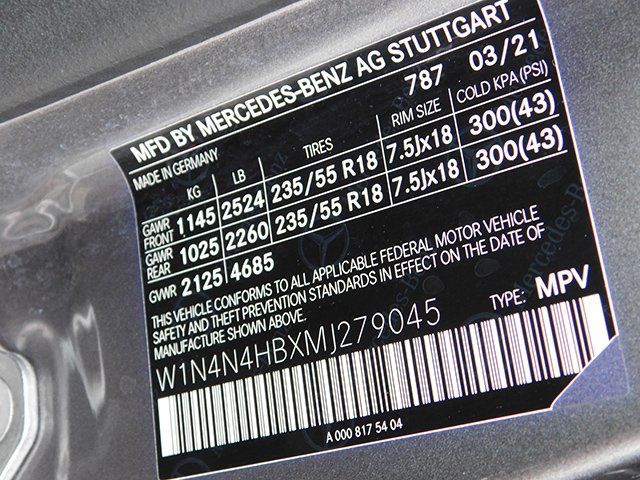 MFD BY MERCEDES-BENZ AG STUTTGART
MADE IN GERMANY 787 03/21
KG LB TIRES RIM SIZE COLD KPA (PSI)
GAWR FRONT 1145 2524 235/55 R18 7.5Jx18 300(43)
GAWR REAR 1025 2260 235/55 R18 7.5Jx18 300(43)
GVWR 2125 4685
THIS VEHICLE CONFORMS TO ALL APPLICABLE FEDERAL MOTOR VEHICLE
SAFETY AND THEFT PREVENTION STANDARDS IN EFFECT ON THE DATE OF
MANUFACTURE SHOWN ABOVE. TYPE: MPV
W1N4N4HBXMJ279045
A 000 817 54 04